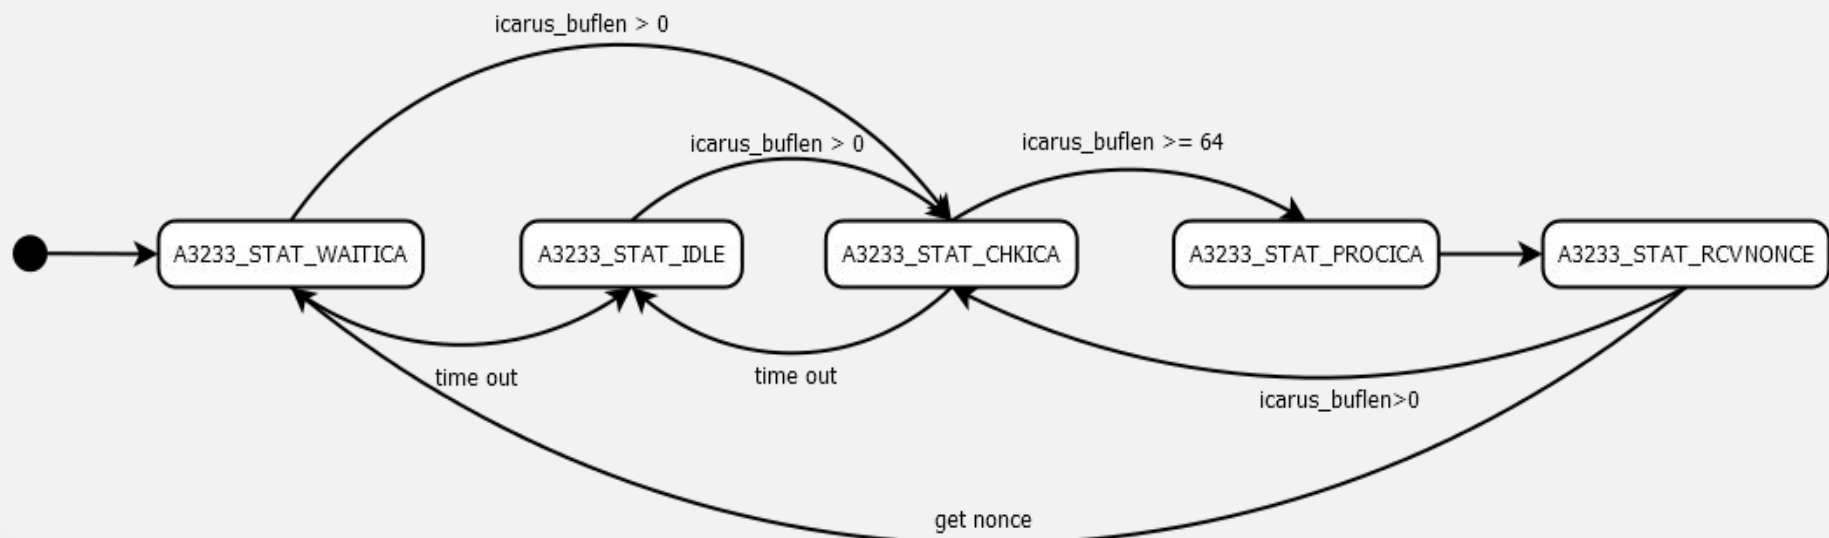 icarus_buflen > 0
icarus_buflen > 0
icarus_buflen >= 64
A3233_STAT_WAITICA
A3233_STAT_IDLE
A3233_STAT_CHKICA
A3233_STAT_PROCICA
A3233_STAT_RCVNONCE
time out
time out
icarus_buflen>0
get nonce